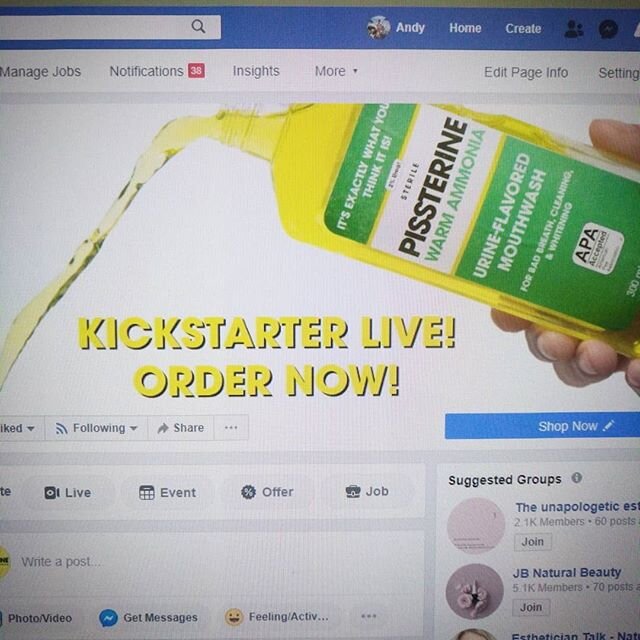 Andy Home Create
Manage Jobs Notifications 38 Insights More Edit Page Info Setting
IT'S EXACTLY WHAT YOU
THINK IT IS!
STERILE
PISSTERINE
WARM AMMONIA
URINE-FLAVORED
MOUTHWASH
FOR BAD BREATH, CLEANING,
& WHITENING
APA
Accepted
KICKSTARTER LIVE!
ORDER NOW!
iked Following Share ...
Shop Now
te Live Event Offer Job
Suggested Groups
The unapologetic est
2.1K Members • 60 posts a
Join
Write a post...
JB Natural Beauty
5.1K Members • 70 posts a
Join
Photo/Video Get Messages Feeling/Activ... ...
Esthetician Talk - Nat